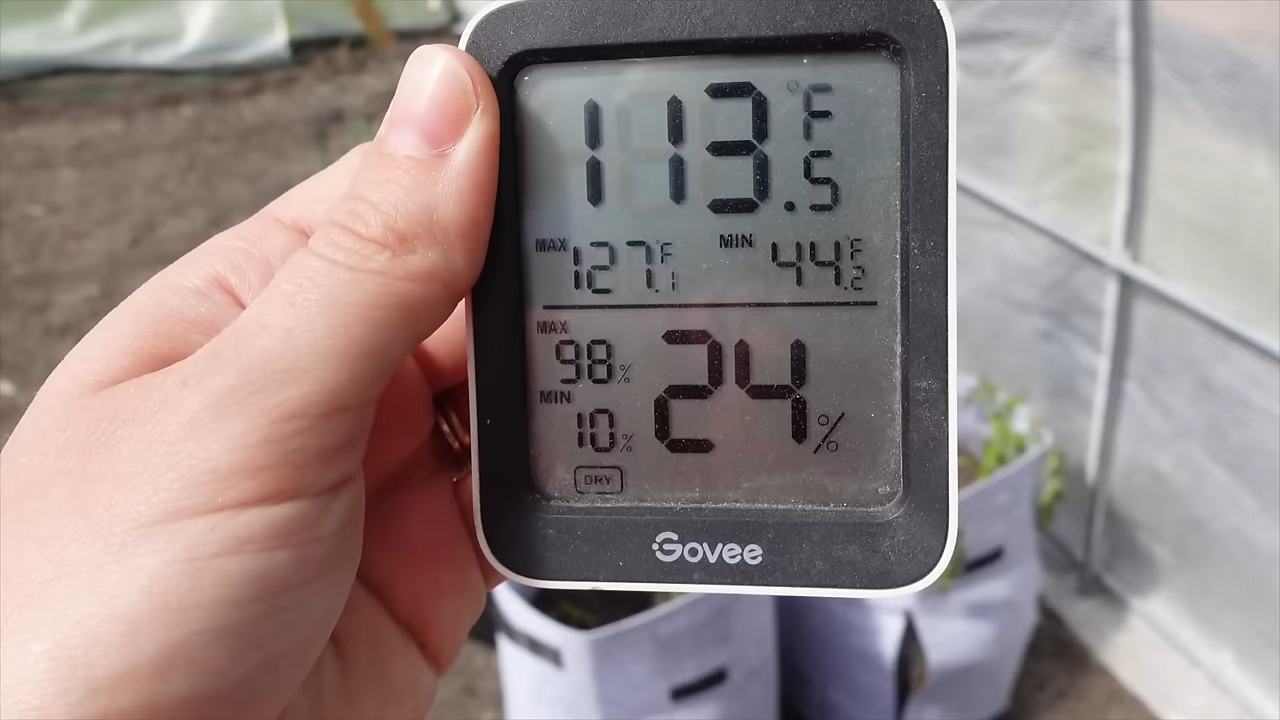 113.5 °F
MAX 127.1 °F MIN 44.2 °F
MAX
98%
24%
MIN
10%
DRY
Govee